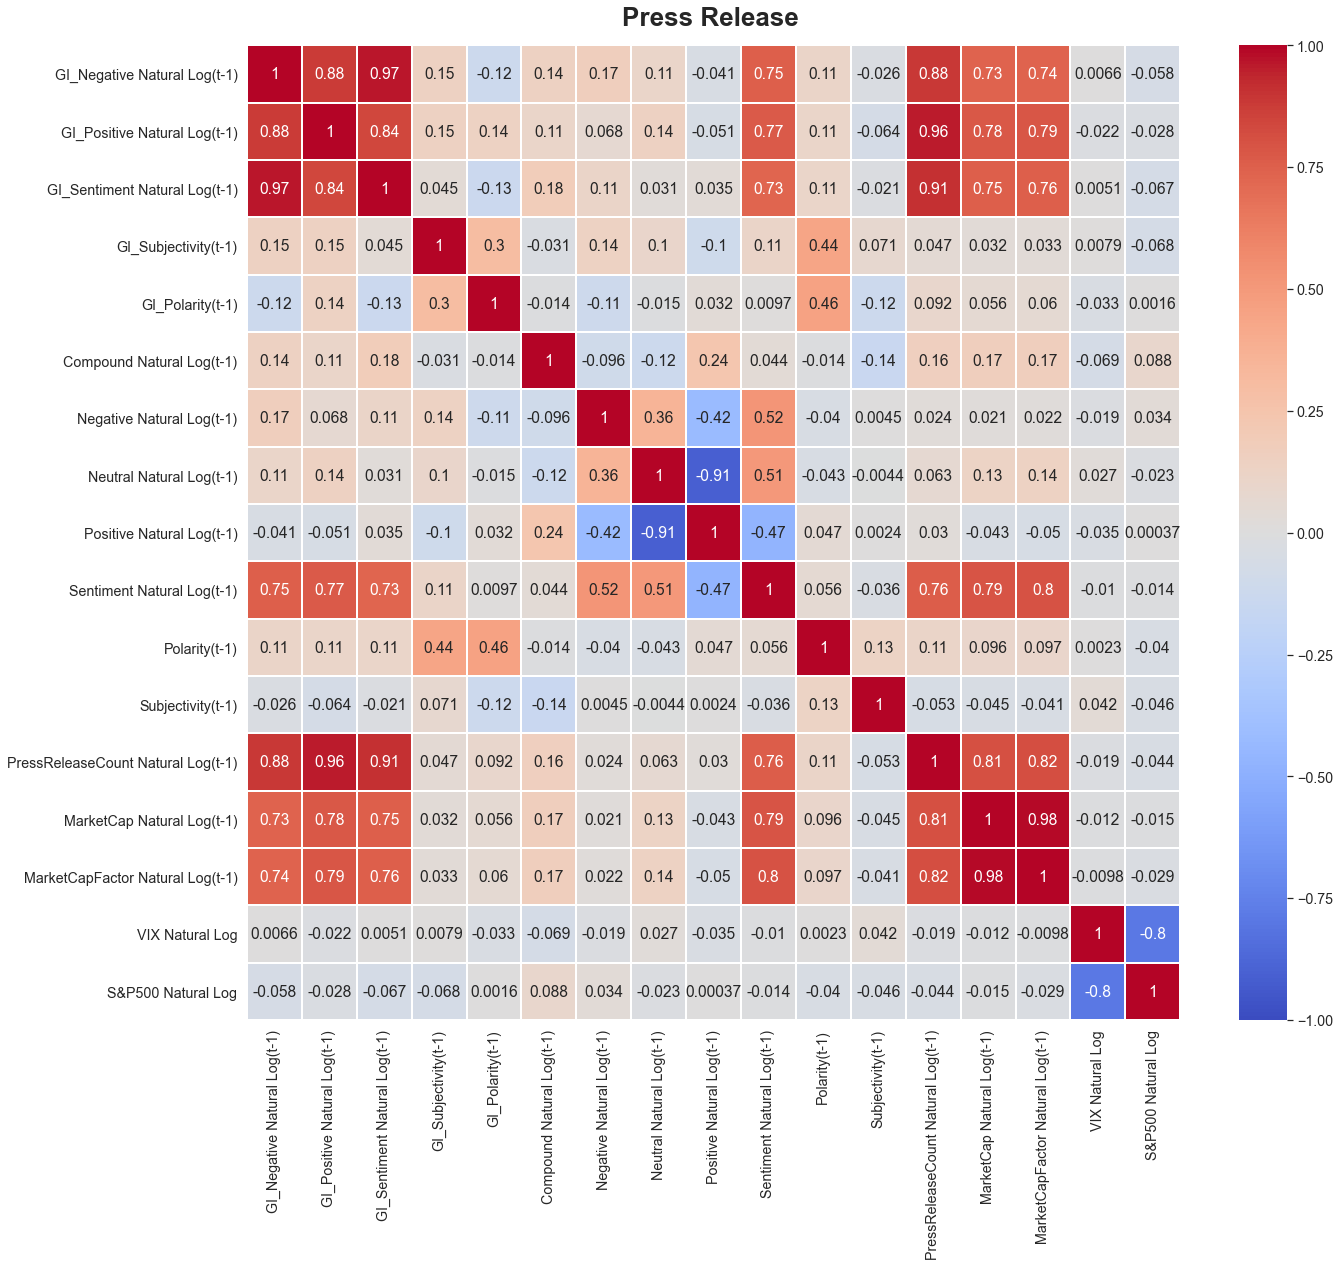 Press Release
GI_Negative Natural Log(t-1) 1 0.88 0.97 0.15 -0.12 0.14 0.17 0.11 -0.041 0.75 0.11 -0.026 0.88 0.73 0.74 0.0066 -0.058
GI_Positive Natural Log(t-1) 0.88 1 0.84 0.15 0.14 0.11 0.068 0.14 -0.051 0.77 0.11 -0.064 0.96 0.78 0.79 -0.022 -0.028
GI_Sentiment Natural Log(t-1) 0.97 0.84 1 0.045 -0.13 0.18 0.11 0.031 0.035 0.73 0.11 -0.021 0.91 0.75 0.76 0.0051 -0.067
GI_Subjectivity(t-1) 0.15 0.15 0.045 1 0.3 -0.031 0.14 0.1 -0.1 0.11 0.44 0.071 0.047 0.032 0.033 0.0079 -0.068
GI_Polarity(t-1) -0.12 0.14 -0.13 0.3 1 -0.014 -0.11 -0.015 0.032 0.0097 0.46 -0.12 0.092 0.056 0.06 -0.033 0.0016
Compound Natural Log(t-1) 0.14 0.11 0.18 -0.031 -0.014 1 -0.096 -0.12 0.24 0.044 -0.014 -0.14 0.16 0.17 0.17 -0.069 0.088
Negative Natural Log(t-1) 0.17 0.068 0.11 0.14 -0.11 -0.096 1 0.36 -0.42 0.52 -0.04 0.0045 0.024 0.021 0.022 -0.019 0.034
Neutral Natural Log(t-1) 0.11 0.14 0.031 0.1 -0.015 -0.12 0.36 1 -0.91 0.51 -0.043 -0.0044 0.063 0.13 0.14 0.027 -0.023
Positive Natural Log(t-1) -0.041 -0.051 0.035 -0.1 0.032 0.24 -0.42 -0.91 1 -0.47 0.047 0.0024 0.03 -0.043 -0.05 -0.035 0.00037
Sentiment Natural Log(t-1) 0.75 0.77 0.73 0.11 0.0097 0.044 0.52 0.51 -0.47 1 0.056 -0.036 0.76 0.79 0.8 -0.01 -0.014
Polarity(t-1) 0.11 0.11 0.11 0.44 0.46 -0.014 -0.04 -0.043 0.047 0.056 1 0.13 0.11 0.096 0.097 0.0023 -0.04
Subjectivity(t-1) -0.026 -0.064 -0.021 0.071 -0.12 -0.14 0.0045 -0.0044 0.0024 -0.036 0.13 1 -0.053 -0.045 -0.041 0.042 -0.046
PressReleaseCount Natural Log(t-1) 0.88 0.96 0.91 0.047 0.092 0.16 0.024 0.063 0.03 0.76 0.11 -0.053 1 0.81 0.82 -0.019 -0.044
MarketCap Natural Log(t-1) 0.73 0.78 0.75 0.032 0.056 0.17 0.021 0.13 -0.043 0.79 0.096 -0.045 0.81 1 0.98 -0.012 -0.015
MarketCapFactor Natural Log(t-1) 0.74 0.79 0.76 0.033 0.06 0.17 0.022 0.14 -0.05 0.8 0.097 -0.041 0.82 0.98 1 -0.0098 -0.029
VIX Natural Log 0.0066 -0.022 0.0051 0.0079 -0.033 -0.069 -0.019 0.027 -0.035 -0.01 0.0023 0.042 -0.019 -0.012 -0.0098 1 -0.8
S&P500 Natural Log -0.058 -0.028 -0.067 -0.068 0.0016 0.088 0.034 -0.023 0.00037 -0.014 -0.04 -0.046 -0.044 -0.015 -0.029 -0.8 1
GI_Negative Natural Log(t-1)
GI_Positive Natural Log(t-1)
GI_Sentiment Natural Log(t-1)
GI_Subjectivity(t-1)
GI_Polarity(t-1)
Compound Natural Log(t-1)
Negative Natural Log(t-1)
Neutral Natural Log(t-1)
Positive Natural Log(t-1)
Sentiment Natural Log(t-1)
Polarity(t-1)
Subjectivity(t-1)
PressReleaseCount Natural Log(t-1)
MarketCap Natural Log(t-1)
MarketCapFactor Natural Log(t-1)
VIX Natural Log
S&P500 Natural Log
1.00
0.75
0.50
0.25
0.00
−0.25
−0.50
−0.75
−1.00